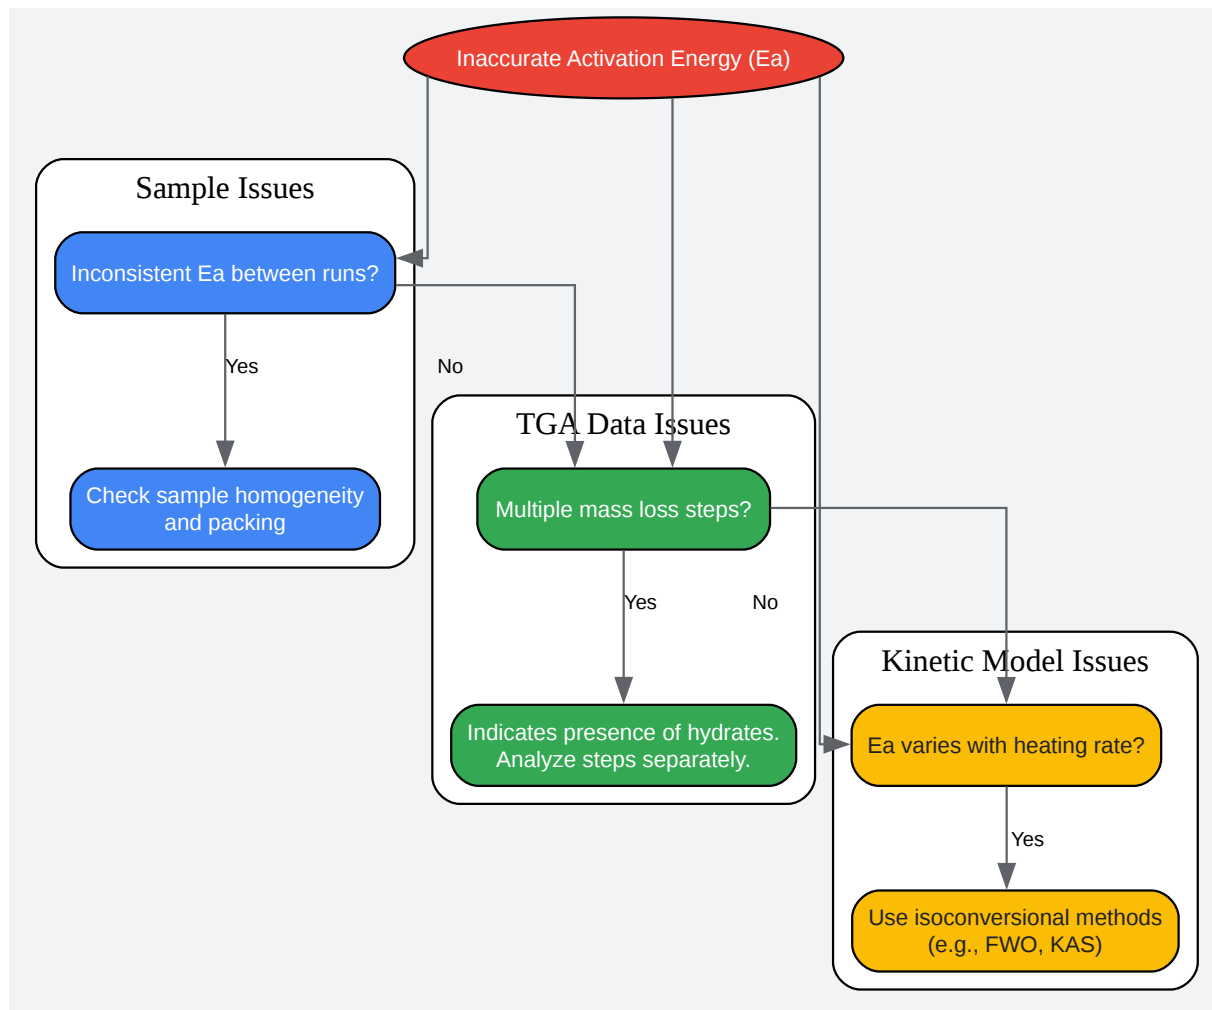 Inaccurate Activation Energy (Ea)
Sample Issues
Inconsistent Ea between runs?
Yes
No
Check sample homogeneity
and packing
TGA Data Issues
Multiple mass loss steps?
Yes
No
Indicates presence of hydrates.
Analyze steps separately.
Kinetic Model Issues
Ea varies with heating rate?
Yes
Use isoconversional methods
(e.g., FWO, KAS)